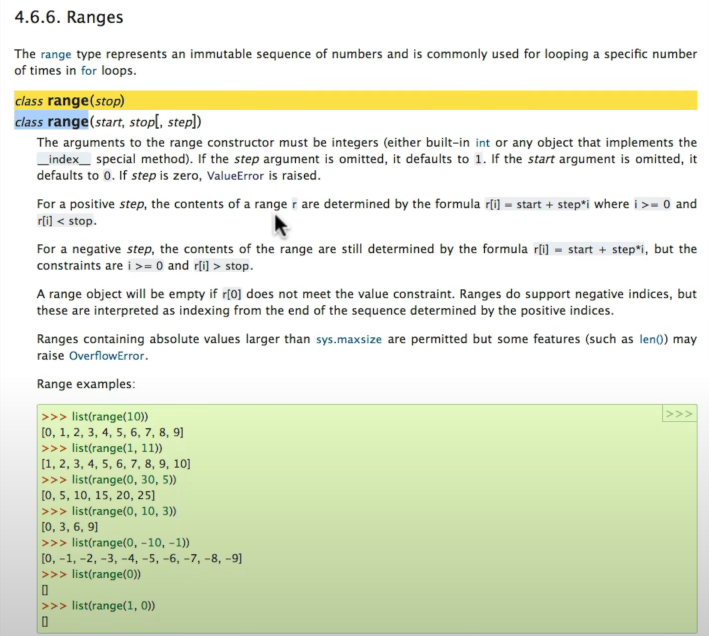 4.6.6. Ranges
The range type represents an immutable sequence of numbers and is commonly used for looping a specific number
of times in for loops.
class range(stop)
class range(start, stop[, step])
The arguments to the range constructor must be integers (either built-in int or any object that implements the
__index__ special method). If the step argument is omitted, it defaults to 1. If the start argument is omitted, it
defaults to 0. If step is zero, ValueError is raised.
For a positive step, the contents of a range r are determined by the formula r[i] = start + step*i where i >= 0 and
r[i] < stop.
For a negative step, the contents of the range are still determined by the formula r[i] = start + step*i, but the
constraints are i >= 0 and r[i] > stop.
A range object will be empty if r[0] does not meet the value constraint. Ranges do support negative indices, but
these are interpreted as indexing from the end of the sequence determined by the positive indices.
Ranges containing absolute values larger than sys.maxsize are permitted but some features (such as len()) may
raise OverflowError.
Range examples:
>>>
>>> list(range(10))
[0, 1, 2, 3, 4, 5, 6, 7, 8, 9]
>>> list(range(1, 11))
[1, 2, 3, 4, 5, 6, 7, 8, 9, 10]
>>> list(range(0, 30, 5))
[0, 5, 10, 15, 20, 25]
>>> list(range(0, 10, 3))
[0, 3, 6, 9]
>>> list(range(0, -10, -1))
[0, -1, -2, -3, -4, -5, -6, -7, -8, -9]
>>> list(range(0))
[]
>>> list(range(1, 0))
[]